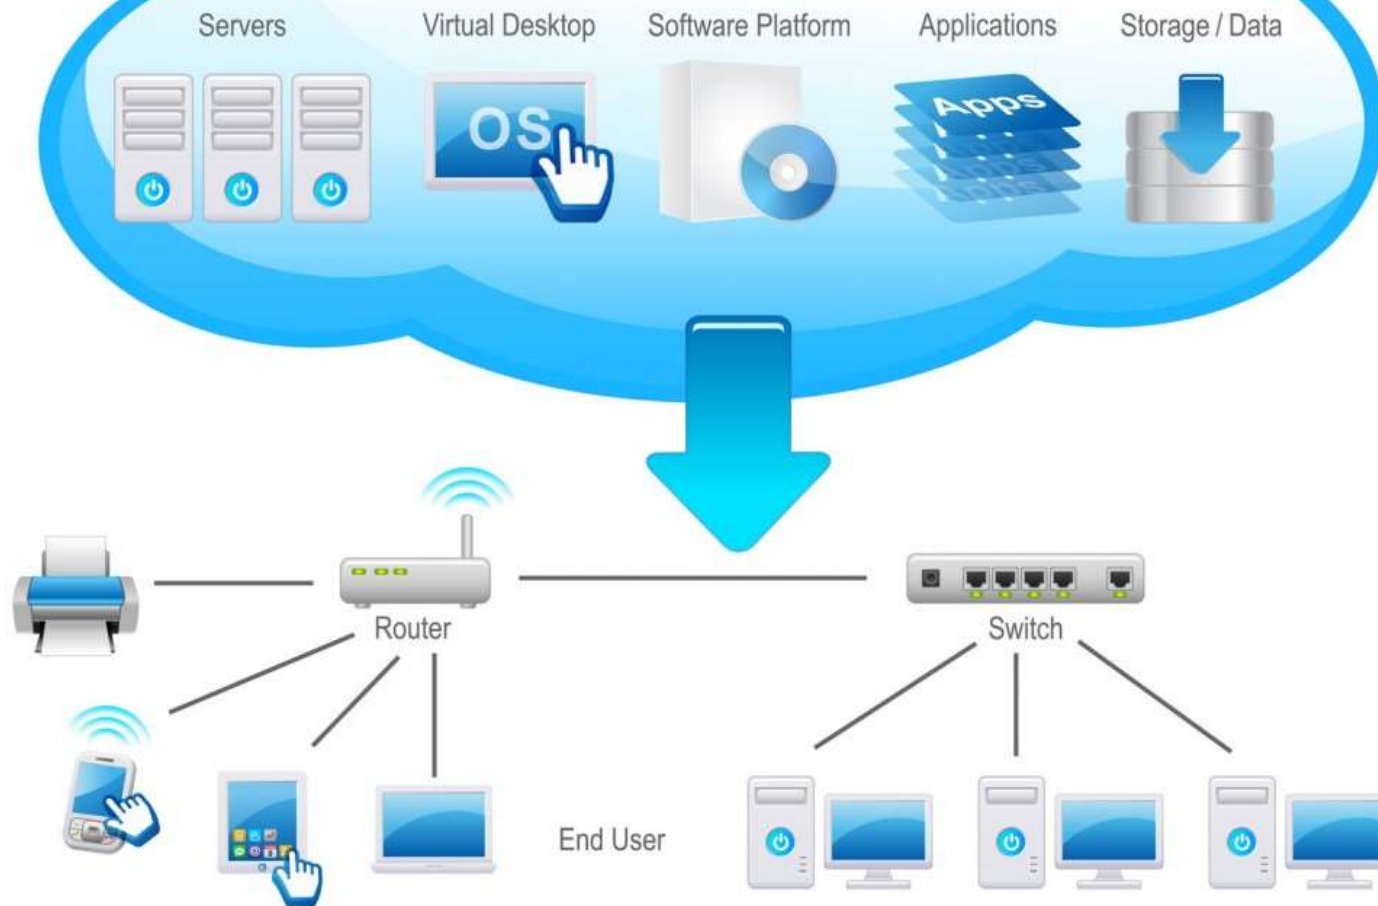 Servers
Virtual Desktop
Software Platform
Applications
Storage / Data
OS
Apps
Router
Switch
End User